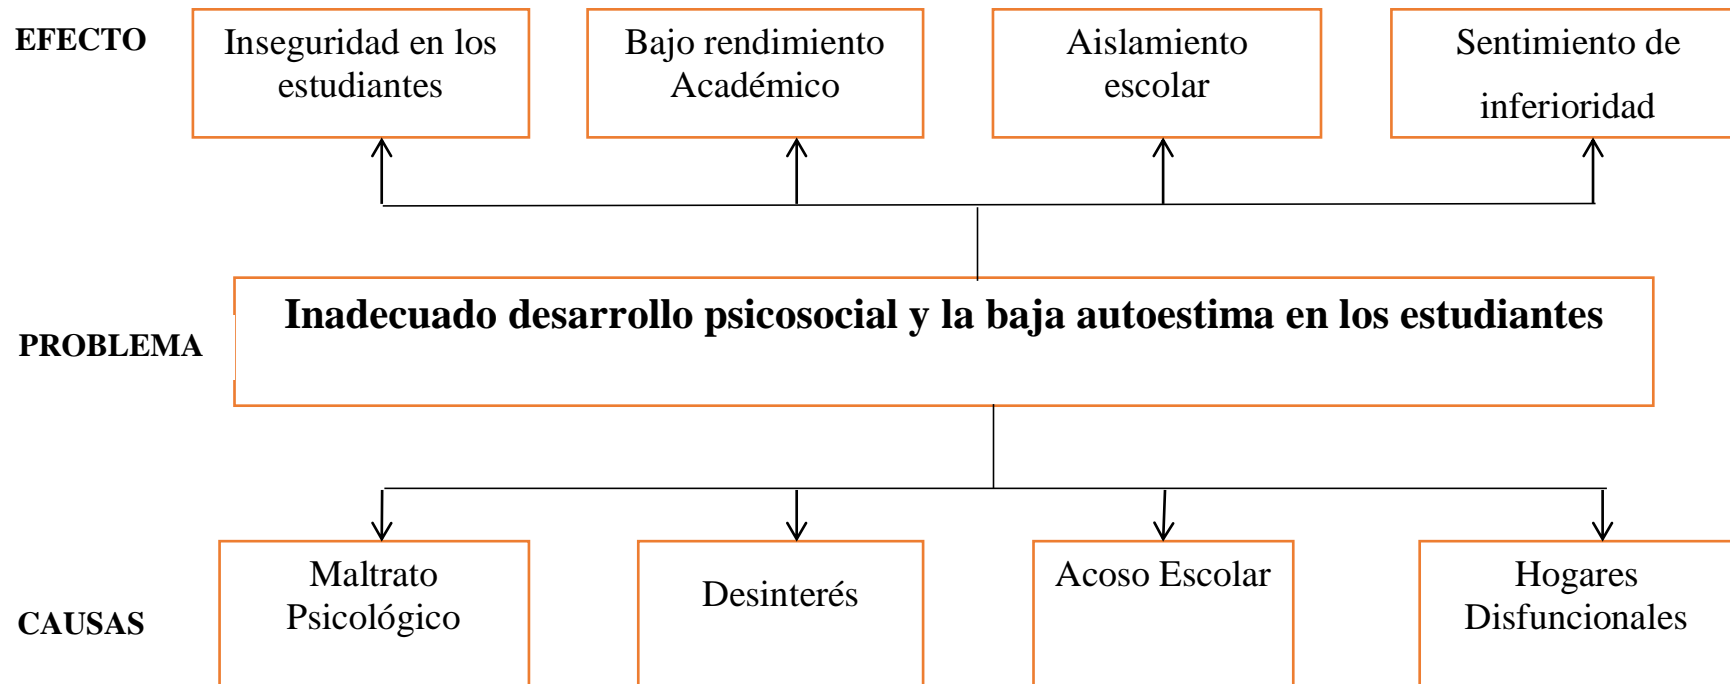 EFECTO
Inseguridad en los
estudiantes
Bajo rendimiento
Académico
Aislamiento
escolar
Sentimiento de
inferioridad
PROBLEMA
Inadecuado desarrollo psicosocial y la baja autoestima en los estudiantes
CAUSAS
Maltrato
Psicológico
Desinterés
Acoso Escolar
Hogares
Disfuncionales